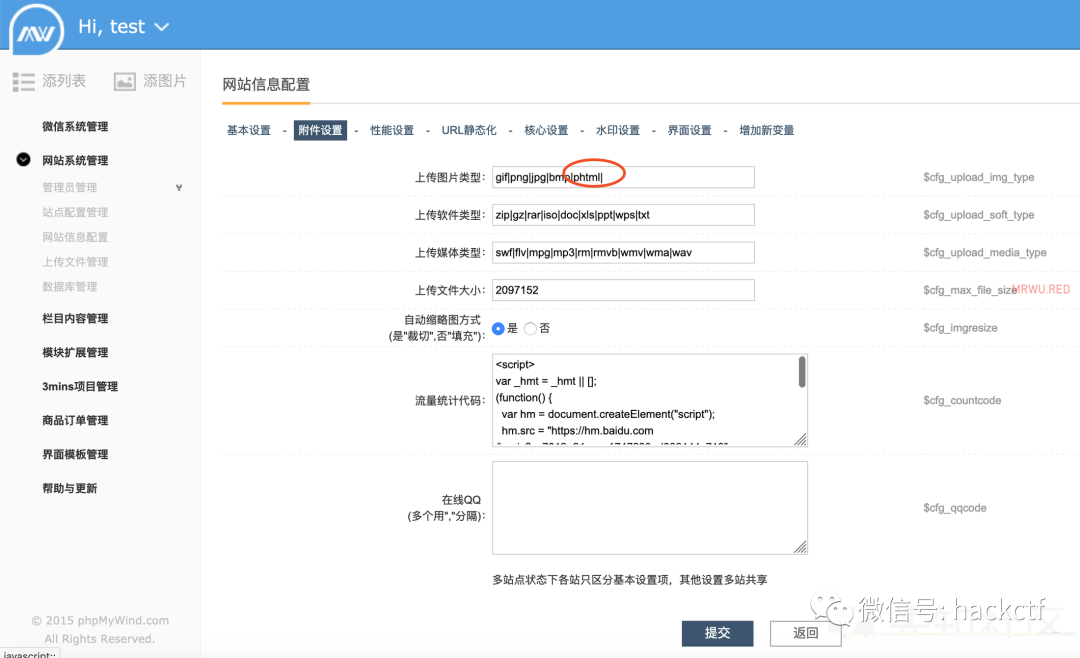 MW Hi, test
添列表 添图片
微信系统管理
网站系统管理
管理员管理
站点配置管理
网站信息配置
上传文件管理
数据库管理
栏目内容管理
模块扩展管理
3mins项目管理
商品订单管理
界面模板管理
帮助与更新
© 2015 phpMyWind.com
All Rights Reserved.
javascript:;
网站信息配置
基本设置 - 附件设置 - 性能设置 - URL静态化 - 核心设置 - 水印设置 - 界面设置 - 增加新变量
上传图片类型: gif|png|jpg|bmp|phtml| $cfg_upload_img_type
上传软件类型: zip|gz|rar|iso|doc|xls|ppt|wps|txt $cfg_upload_soft_type
上传媒体类型: swf|flv|mpg|mp3|rm|rmvb|wmv|wma|wav $cfg_upload_media_type
上传文件大小: 2097152 $cfg_max_file_size MRWU.RED
自动缩略图方式
(是"裁切",否"填充"): 是 否 $cfg_imgresize
流量统计代码: $cfg_countcode
<script>
var _hmt = _hmt || [];
(function() {
var hm = document.createElement("script");
hm.src = "https://hm.baidu.com
在线QQ
(多个用","分隔): $cfg_qqcode
多站点状态下各站只区分基本设置项，其他设置多站共享
提交 返回
微信号: hackctf